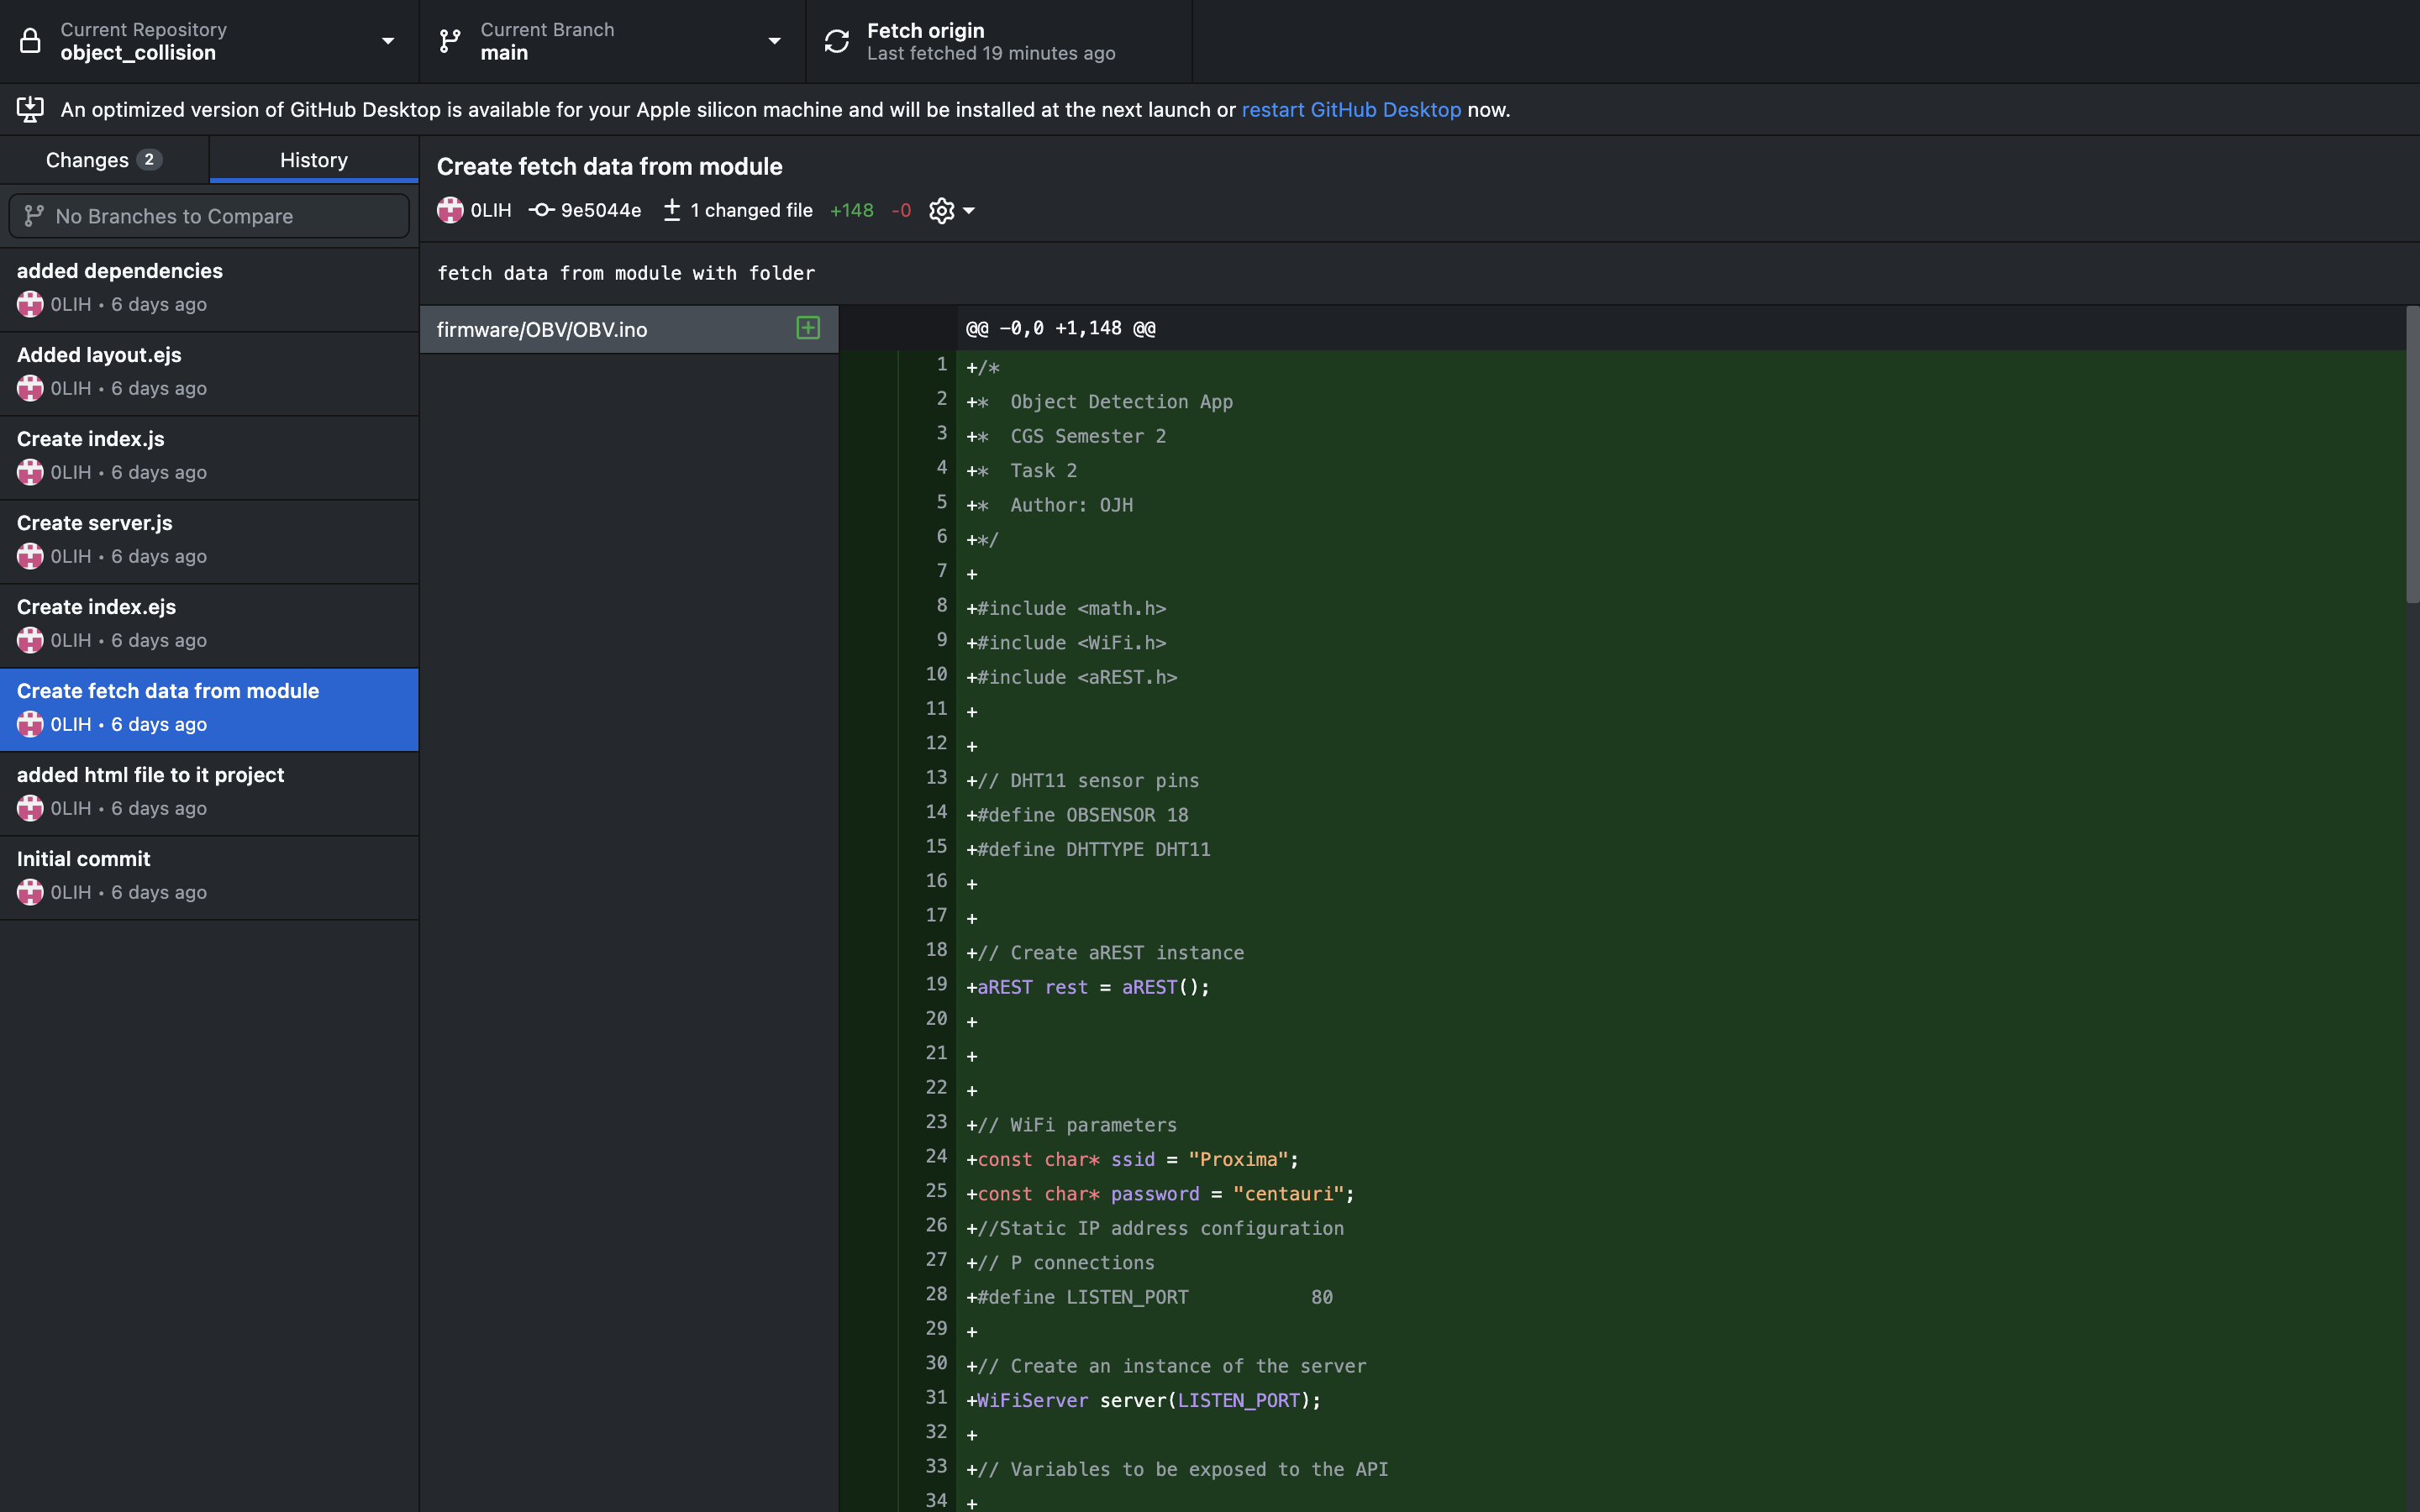 Current Repository
object_collision
Current Branch
main
Fetch origin
Last fetched 19 minutes ago
An optimized version of GitHub Desktop is available for your Apple silicon machine and will be installed at the next launch or restart GitHub Desktop now.
Changes 2
History
No Branches to Compare
added dependencies
0LIH • 6 days ago
Added layout.ejs
0LIH • 6 days ago
Create index.js
0LIH • 6 days ago
Create server.js
0LIH • 6 days ago
Create index.ejs
0LIH • 6 days ago
Create fetch data from module
0LIH • 6 days ago
added html file to it project
0LIH • 6 days ago
Initial commit
0LIH • 6 days ago
Create fetch data from module
0LIH 9e5044e 1 changed file +148 -0
fetch data from module with folder
firmware/OBV/OBV.ino
@@ -0,0 +1,148 @@
1 +/*
2 +*  Object Detection App
3 +*  CGS Semester 2
4 +*  Task 2
5 +*  Author: OJH
6 +*/
7 +
8 +#include <math.h>
9 +#include <WiFi.h>
10 +#include <aREST.h>
11 +
12 +
13 +// DHT11 sensor pins
14 +#define OBSENSOR 18
15 +#define DHTTYPE DHT11
16 +
17 +
18 +// Create aREST instance
19 +aREST rest = aREST();
20 +
21 +
22 +
23 +// WiFi parameters
24 +const char* ssid = "Proxima";
25 +const char* password = "centauri";
26 +//Static IP address configuration
27 +// P connections
28 +#define LISTEN_PORT           80
29 +
30 +// Create an instance of the server
31 +WiFiServer server(LISTEN_PORT);
32 +
33 +// Variables to be exposed to the API
34 +